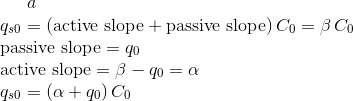 a
q_{s0} = (active slope + passive slope) C_0 = β C_0
passive slope = q_0
active slope = β − q_0 = α
q_{s0} = (α + q_0) C_0